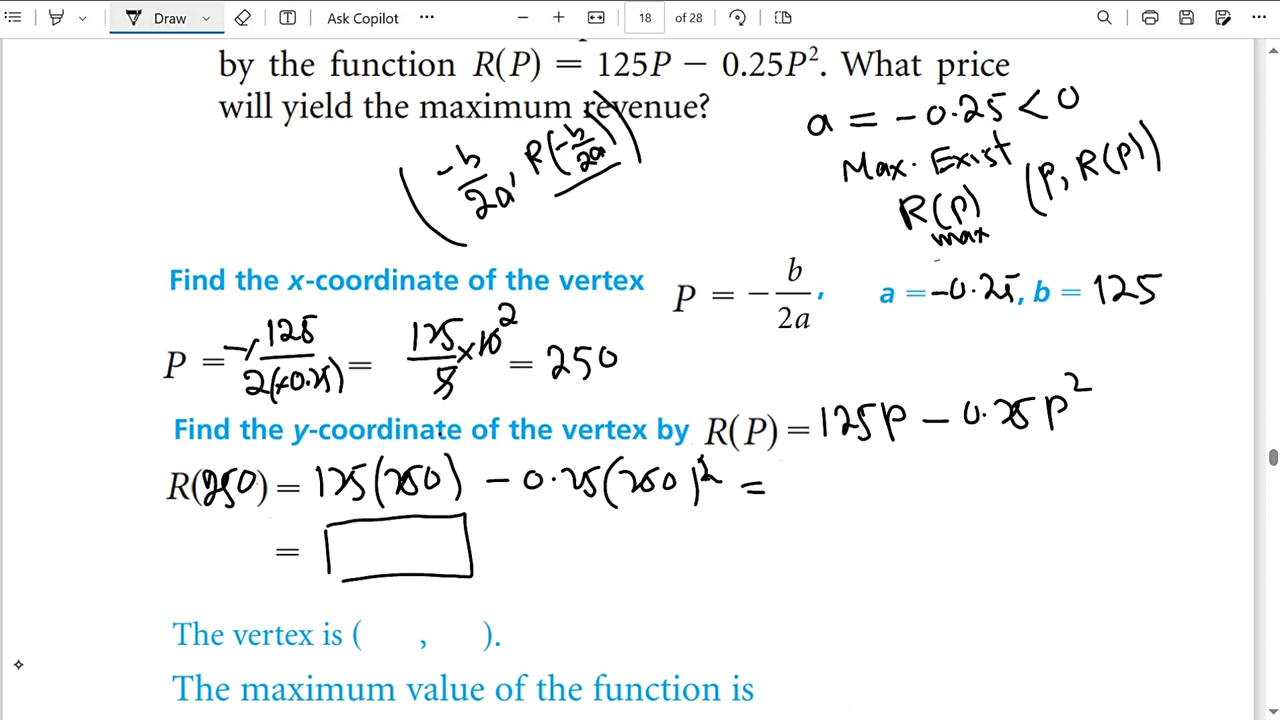 Draw
Ask Copilot
18 of 28
by the function R(P) = 125P − 0.25P². What price
will yield the maximum revenue?
a = -0.25 < 0
Max. Exist
(-b/2a, R(-b/2a))
R(p) max (P, R(P))
Find the x-coordinate of the vertex P = −b/2a, a = -0.25, b = 125
P = -125/2(-0.25) = 125/5 × 10² = 250
Find the y-coordinate of the vertex by R(P) = 125P − 0.25P²
R(250) = 125(250) − 0.25(250)² =
=
The vertex is ( , ).
The maximum value of the function is